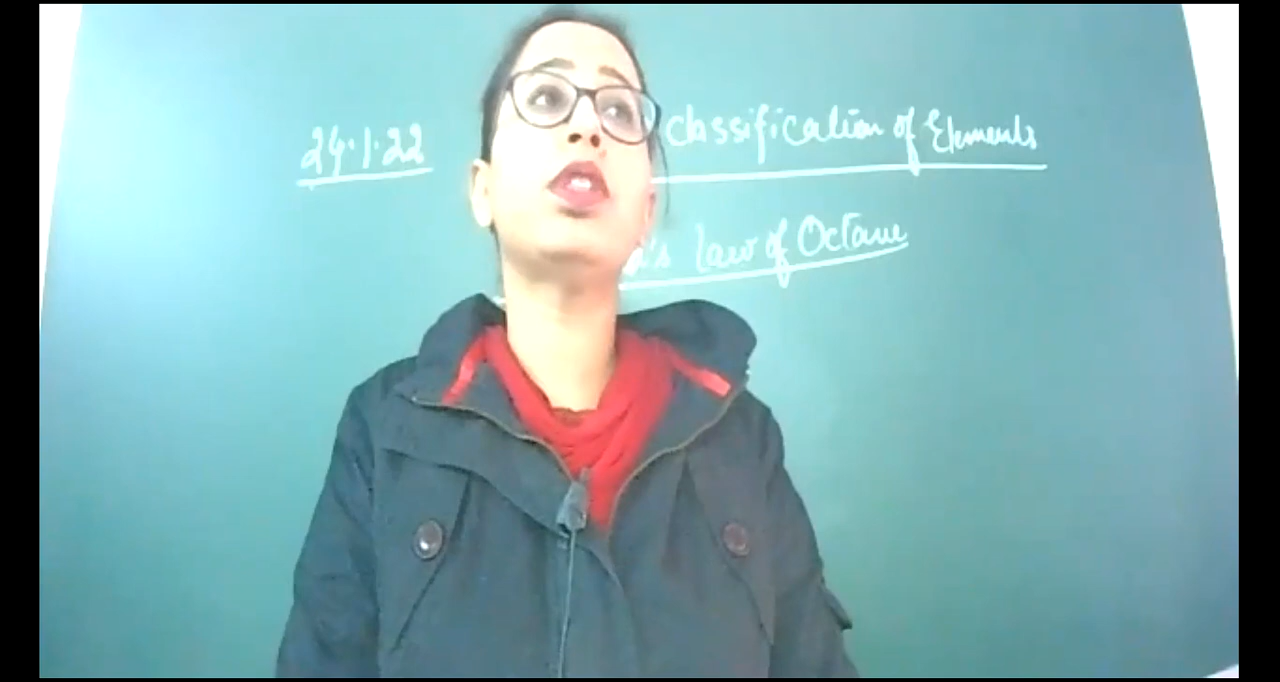 24.1.22 Classification of Elements
's Law of Octave